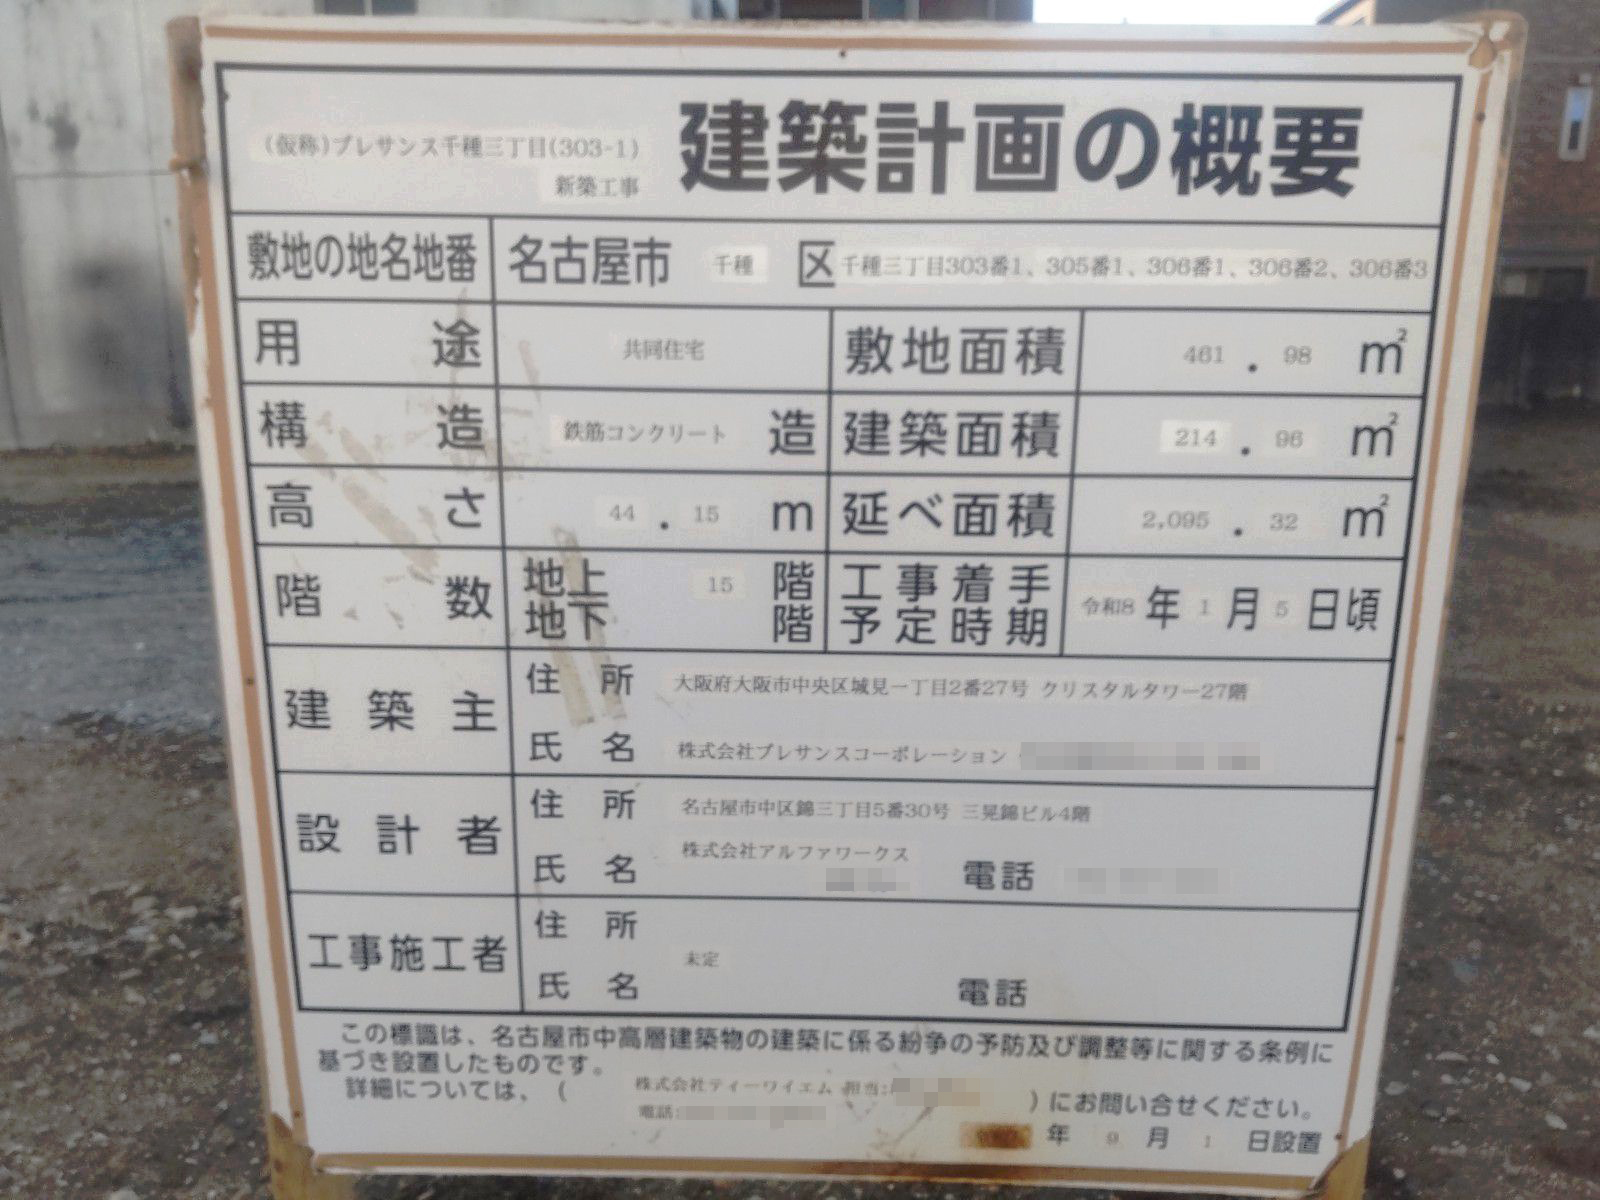 (仮称)プレサンス千種三丁目(303-1)
新築工事
建築計画の概要
敷地の地名地番 名古屋市 千種 区 千種三丁目303番1、305番1、306番1、306番2、306番3
用途 共同住宅 敷地面積 461.98 ㎡
構造 鉄筋コンクリート 造 建築面積 214.96 ㎡
高さ 44.15 m 延べ面積 2,095.32 ㎡
階数 地上 15 階 工事着手 令和8年1月5日頃
地下 階 予定時期
建築主 住所 大阪府大阪市中央区城見一丁目2番27号 クリスタルタワー27階
氏名 株式会社プレサンスコーポレーション
設計者 住所 名古屋市中区錦三丁目5番30号 三晃錦ビル4階
氏名 株式会社アルファワークス 電話
工事施工者 住所
未定
氏名 電話
この標識は、名古屋市中高層建築物の建築に係る紛争の予防及び調整等に関する条例に
基づき設置したものです。
詳細については、( 株式会社ティーワイエム 担当:
電話: )にお問い合せください。
年 9 月 1 日設置